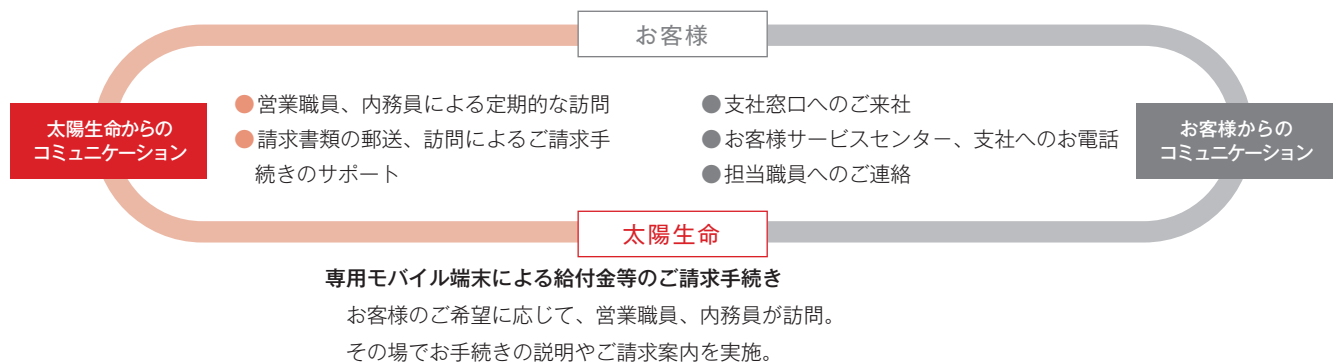 お客様
太陽生命からの
コミュニケーション
●営業職員、内務員による定期的な訪問
●請求書類の郵送、訪問によるご請求手
続きのサポート
●支社窓口へのご来社
●お客様サービスセンター、支社へのお電話
●担当職員へのご連絡
お客様からの
コミュニケーション
太陽生命
専用モバイル端末による給付金等のご請求手続き
お客様のご希望に応じて、営業職員、内務員が訪問。
その場でお手続きの説明やご請求案内を実施。